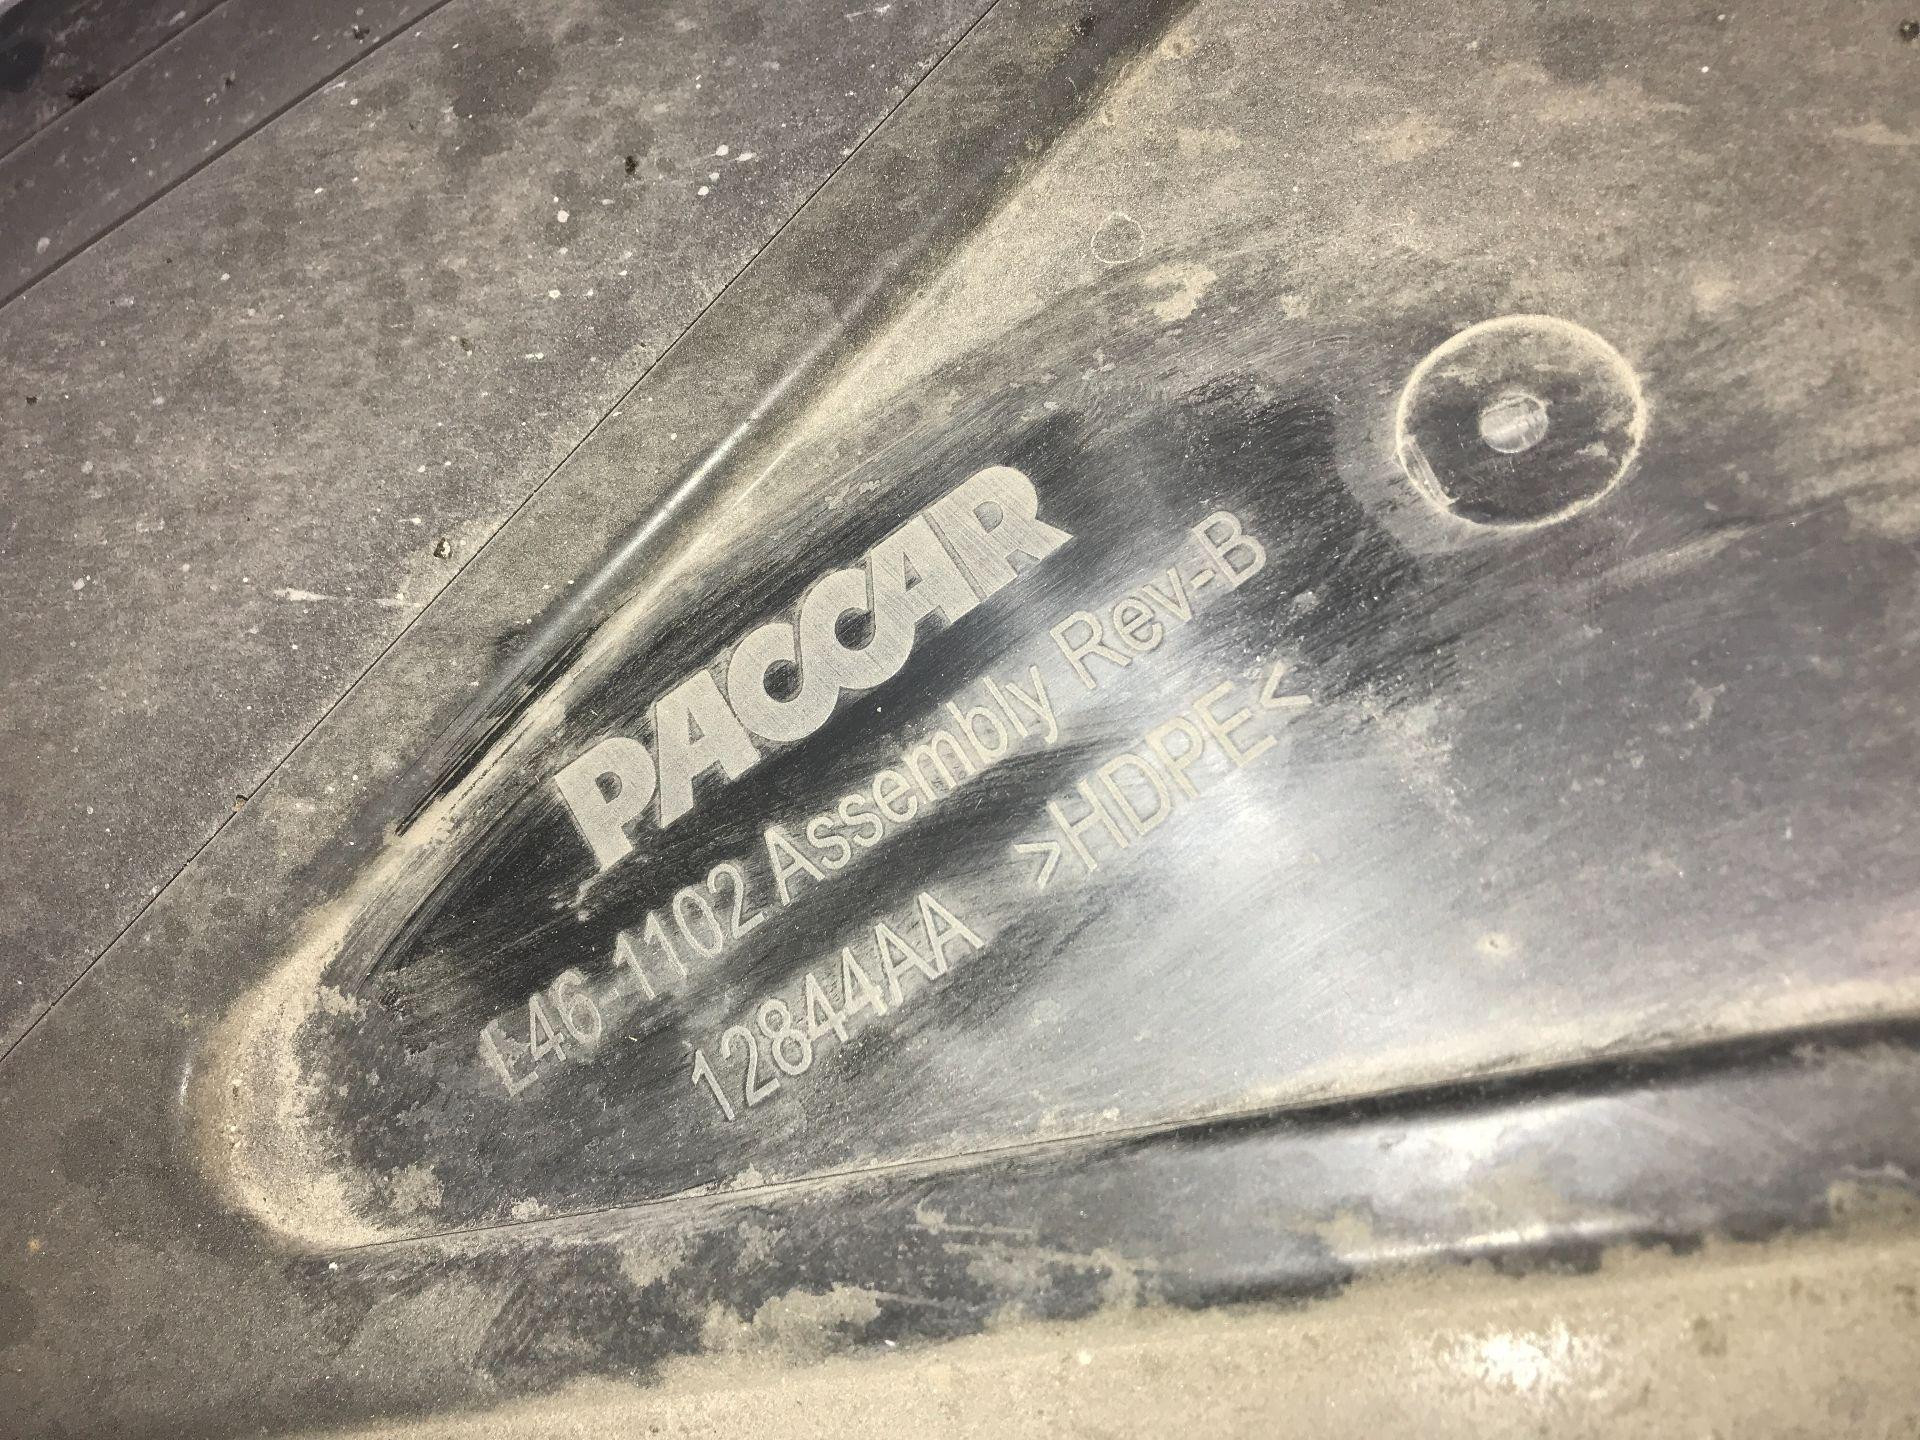 PACCAR
L46-1102 Assembly Rev-B
12844AA >HDPE<